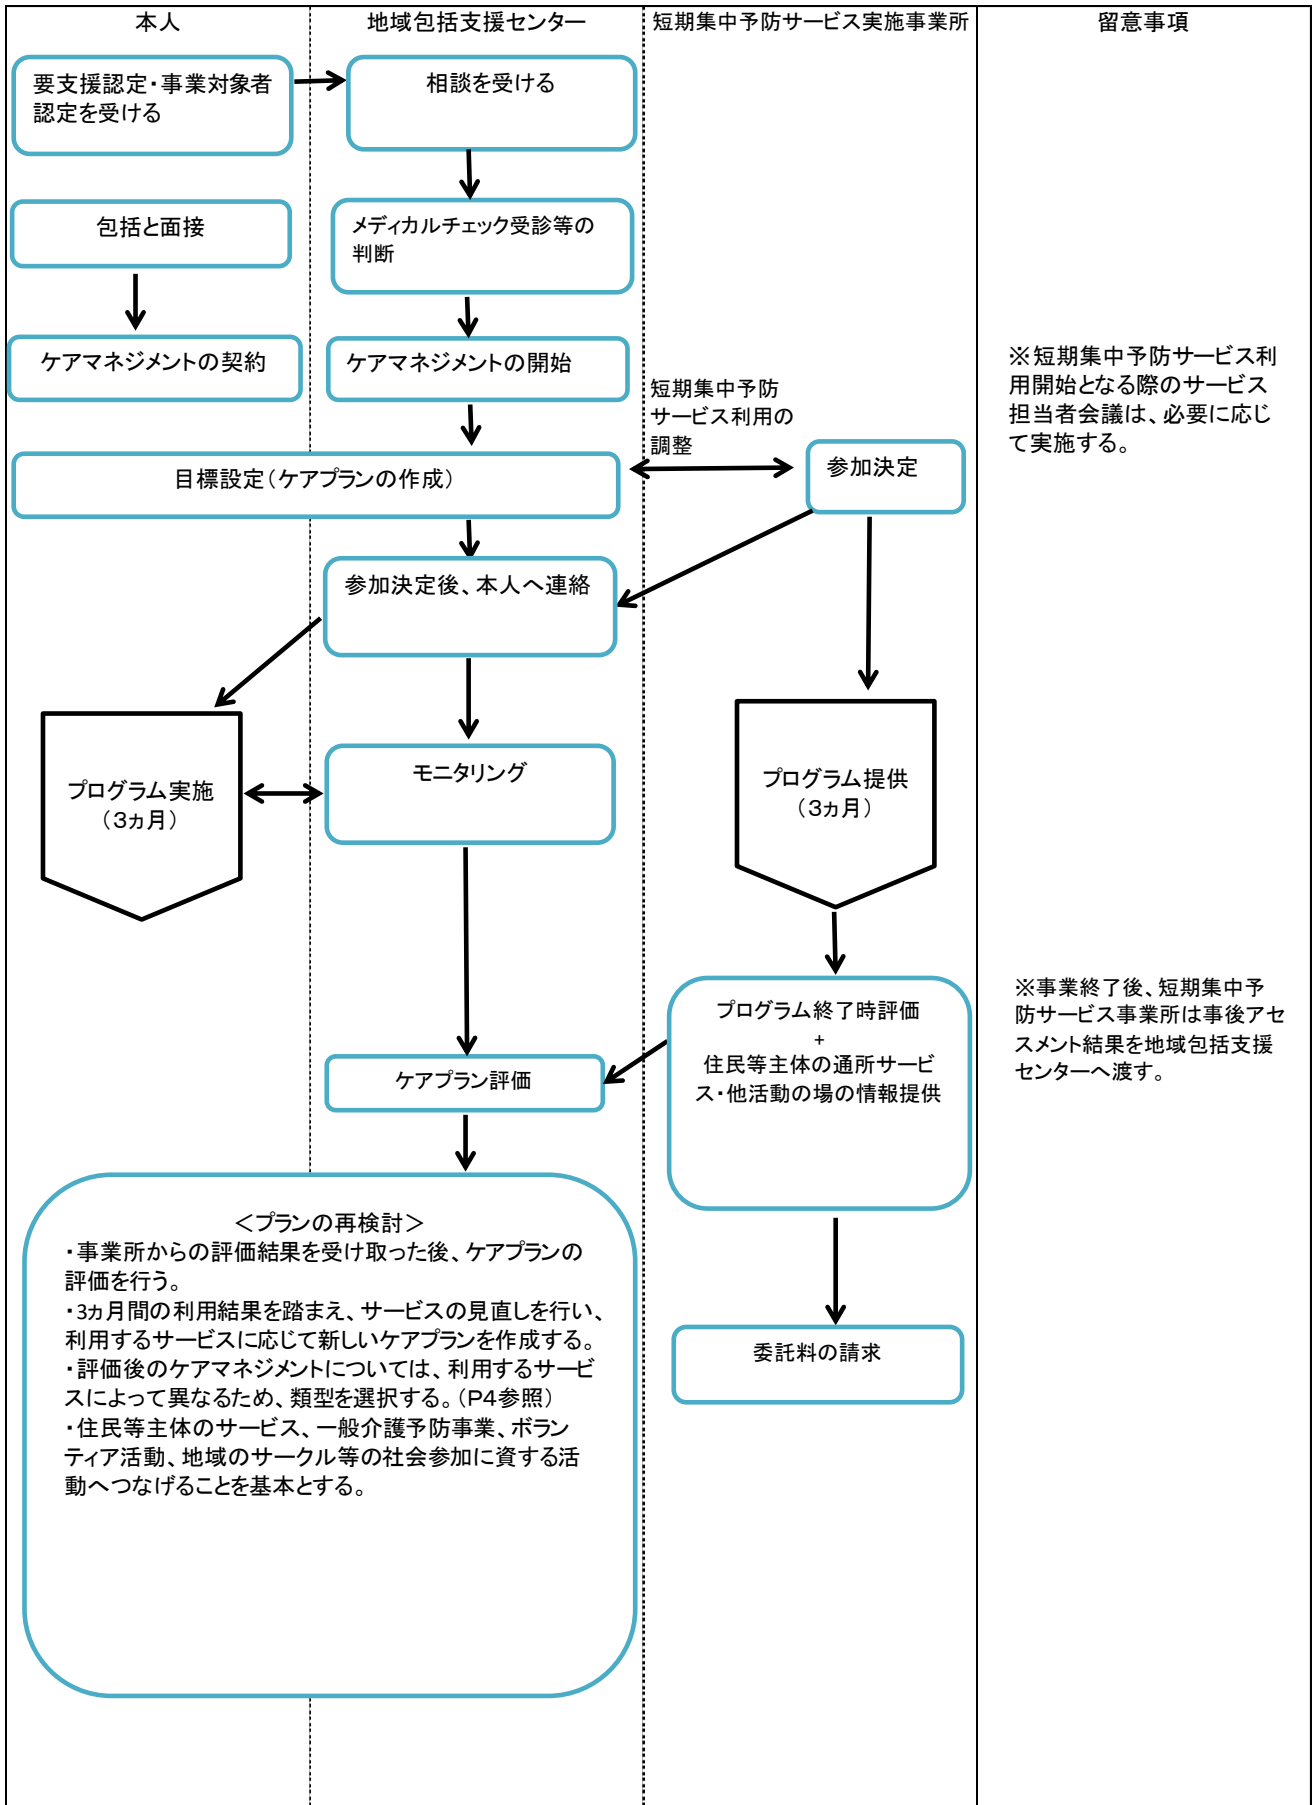 本人
地域包括支援センター
短期集中予防サービス実施事業所
留意事項
要支援認定・事業対象者
認定を受ける
相談を受ける
包括と面接
メディカルチェック受診等の
判断
ケアマネジメントの契約
ケアマネジメントの開始
短期集中予防
サービス利用の
調整
※短期集中予防サービス利
用開始となる際のサービス
担当者会議は、必要に応じ
て実施する。
目標設定(ケアプランの作成)
参加決定
参加決定後、本人へ連絡
プログラム実施
(3ヵ月)
モニタリング
プログラム提供
(3ヵ月)
プログラム終了時評価
+
住民等主体の通所サービ
ス・他活動の場の情報提供
※事業終了後、短期集中予
防サービス事業所は事後アセ
スメント結果を地域包括支援
センターへ渡す。
ケアプラン評価
<プランの再検討>
・事業所からの評価結果を受け取った後、ケアプランの
評価を行う。
・3ヵ月間の利用結果を踏まえ、サービスの見直しを行い、
利用するサービスに応じて新しいケアプランを作成する。
・評価後のケアマネジメントについては、利用するサービ
スによって異なるため、類型を選択する。(P4参照)
・住民等主体のサービス、一般介護予防事業、ボラン
ティア活動、地域のサークル等の社会参加に資する活
動へつなげることを基本とする。
委託料の請求